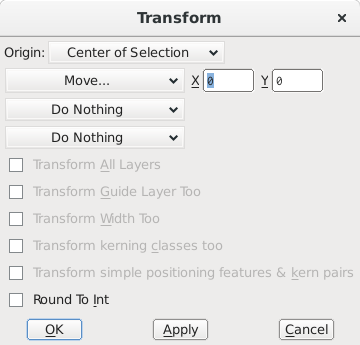 Transform ×
Origin: Center of Selection
Move... X 0 Y 0
Do Nothing
Do Nothing
Transform All Layers
Transform Guide Layer Too
Transform Width Too
Transform kerning classes too
Transform simple positioning features & kern pairs
Round To Int
OK Apply Cancel